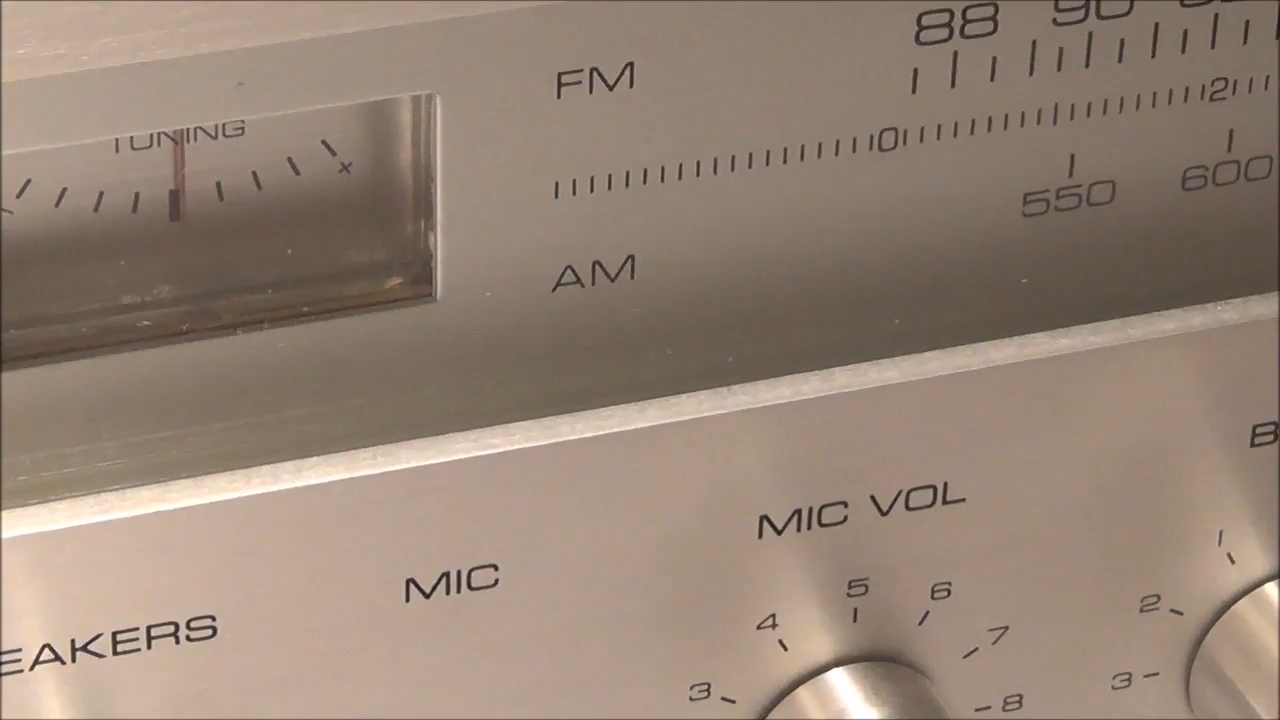 88 90
FM
TUNING
0 2
550 600
AM
MIC VOL
MIC
EAKERS
3 4 5 6 7 8
1 2 3